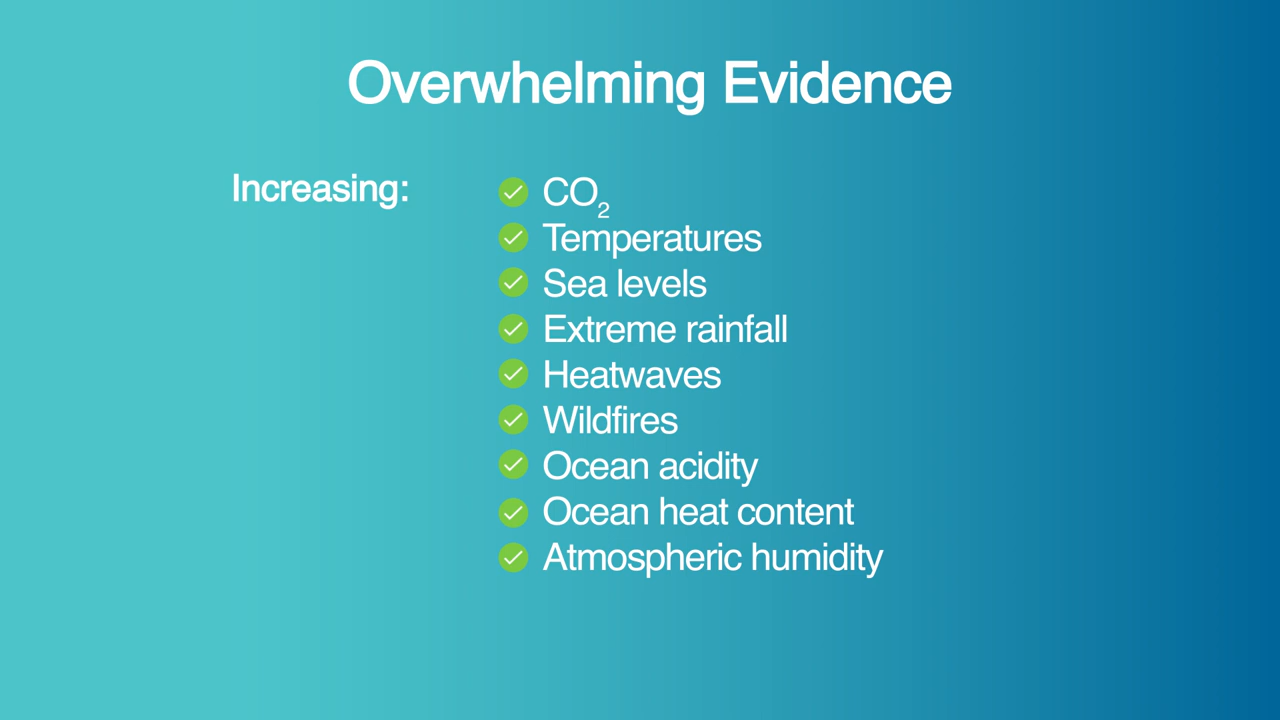 Overwhelming Evidence
Increasing:
CO₂
Temperatures
Sea levels
Extreme rainfall
Heatwaves
Wildfires
Ocean acidity
Ocean heat content
Atmospheric humidity